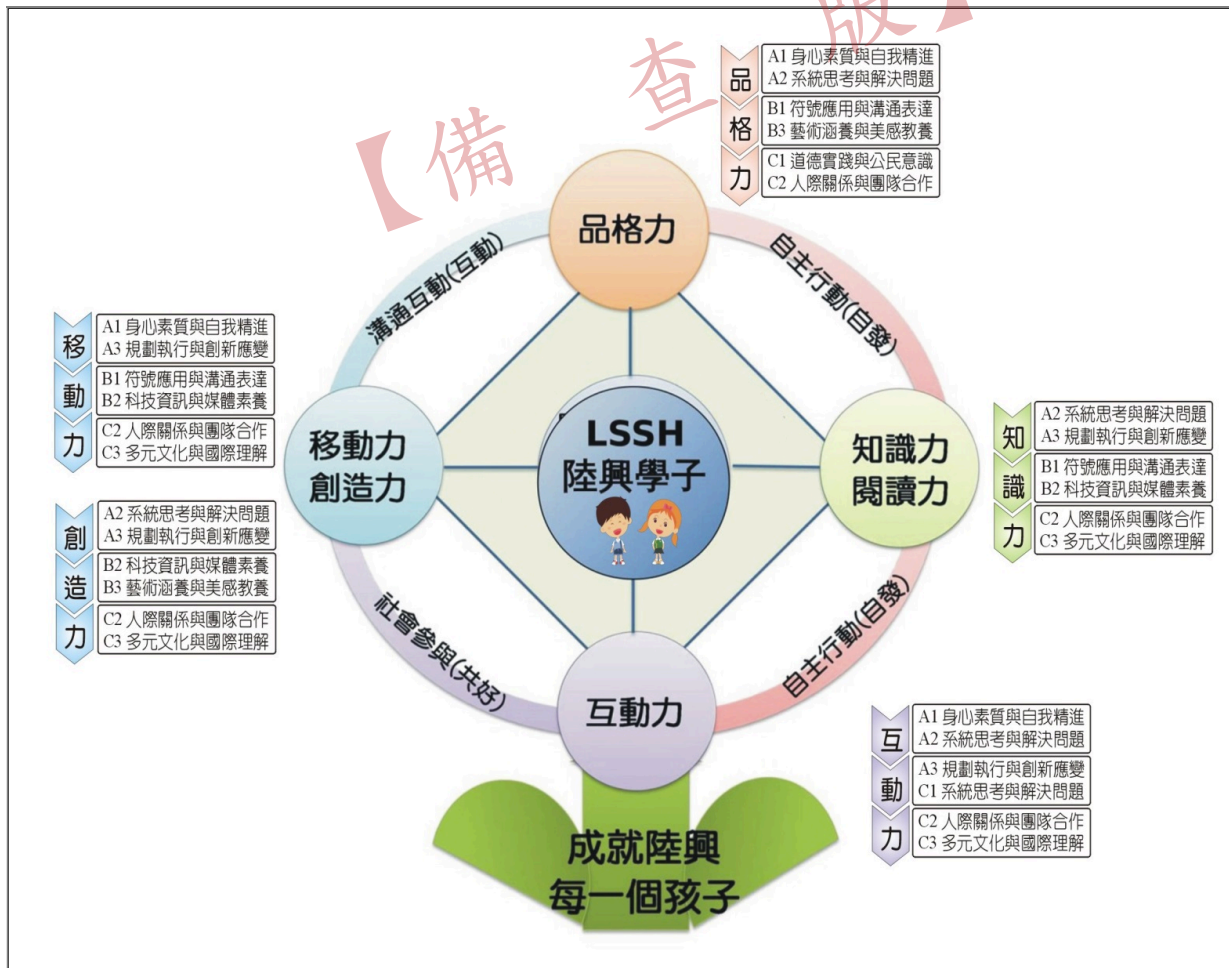 【備查版】
品格力
A1 身心素質與自我精進
A2 系統思考與解決問題
B1 符號應用與溝通表達
B3 藝術涵養與美感教養
C1 道德實踐與公民意識
C2 人際關係與團隊合作
品格力
溝通互動(互動)
自主行動(自發)
移動力
A1 身心素質與自我精進
A3 規劃執行與創新應變
B1 符號應用與溝通表達
B2 科技資訊與媒體素養
C2 人際關係與團隊合作
C3 多元文化與國際理解
移動力
創造力
LSSH
陸興學子
知識力
閱讀力
知識力
A2 系統思考與解決問題
A3 規劃執行與創新應變
B1 符號應用與溝通表達
B2 科技資訊與媒體素養
C2 人際關係與團隊合作
C3 多元文化與國際理解
創造力
A2 系統思考與解決問題
A3 規劃執行與創新應變
B2 科技資訊與媒體素養
B3 藝術涵養與美感教養
C2 人際關係與團隊合作
C3 多元文化與國際理解
社會參與(共好)
自主行動(自發)
互動力
互動力
A1 身心素質與自我精進
A2 系統思考與解決問題
A3 規劃執行與創新應變
C1 系統思考與解決問題
C2 人際關係與團隊合作
C3 多元文化與國際理解
成就陸興
每一個孩子